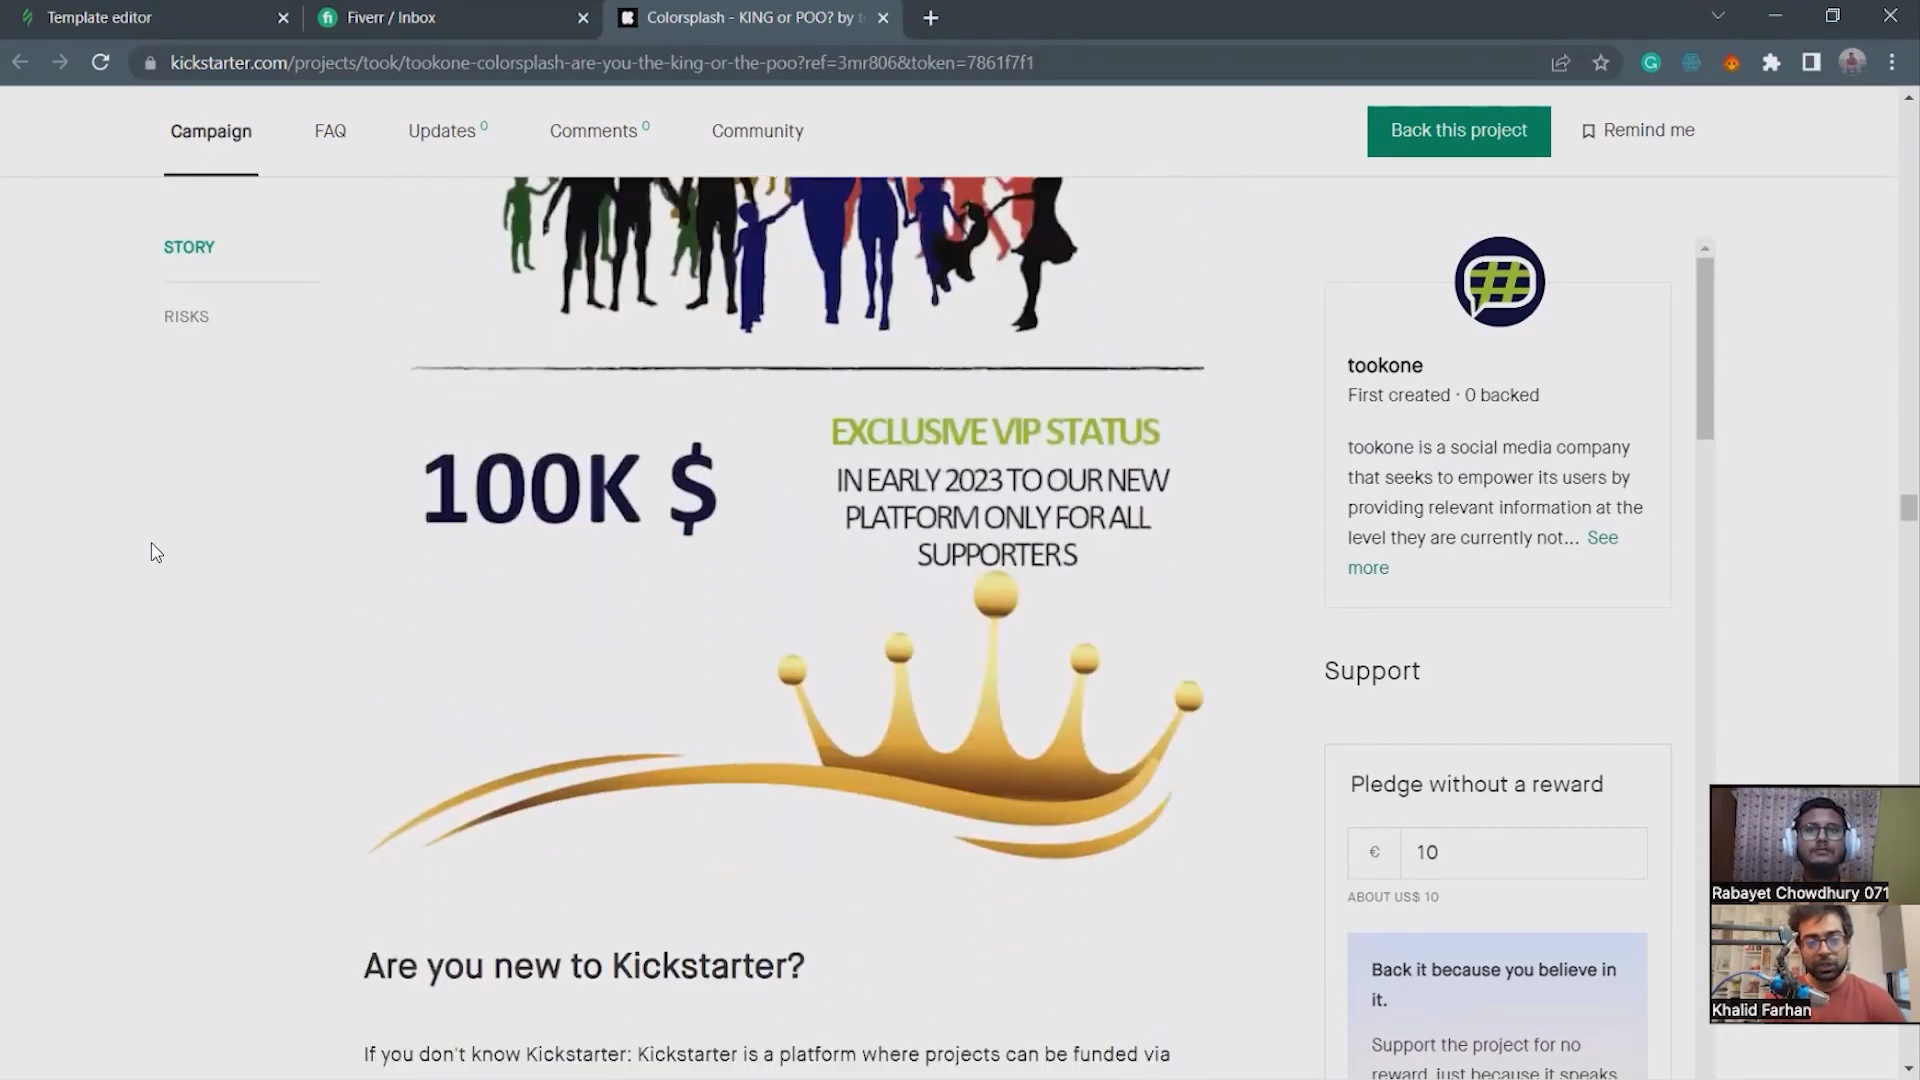 Template editor
Fiverr / Inbox
Colorsplash - KING or POO? by
kickstarter.com/projects/took/tookone-colorsplash-are-you-the-king-or-the-poo?ref=3mr806&token=7861f7f1
Campaign
FAQ
Updates 0
Comments 0
Community
Back this project
Remind me
STORY
RISKS
100K $
EXCLUSIVE VIP STATUS
IN EARLY 2023 TO OUR NEW
PLATFORM ONLY FOR ALL
SUPPORTERS
Are you new to Kickstarter?
If you don't know Kickstarter: Kickstarter is a platform where projects can be funded via
tookone
First created · 0 backed
tookone is a social media company
that seeks to empower its users by
providing relevant information at the
level they are currently not... See
more
Support
Pledge without a reward
€ 10
ABOUT US$ 10
Back it because you believe in
it.
Support the project for no
reward, just because it speaks
Rabayet Chowdhury 071
Khalid Farhan